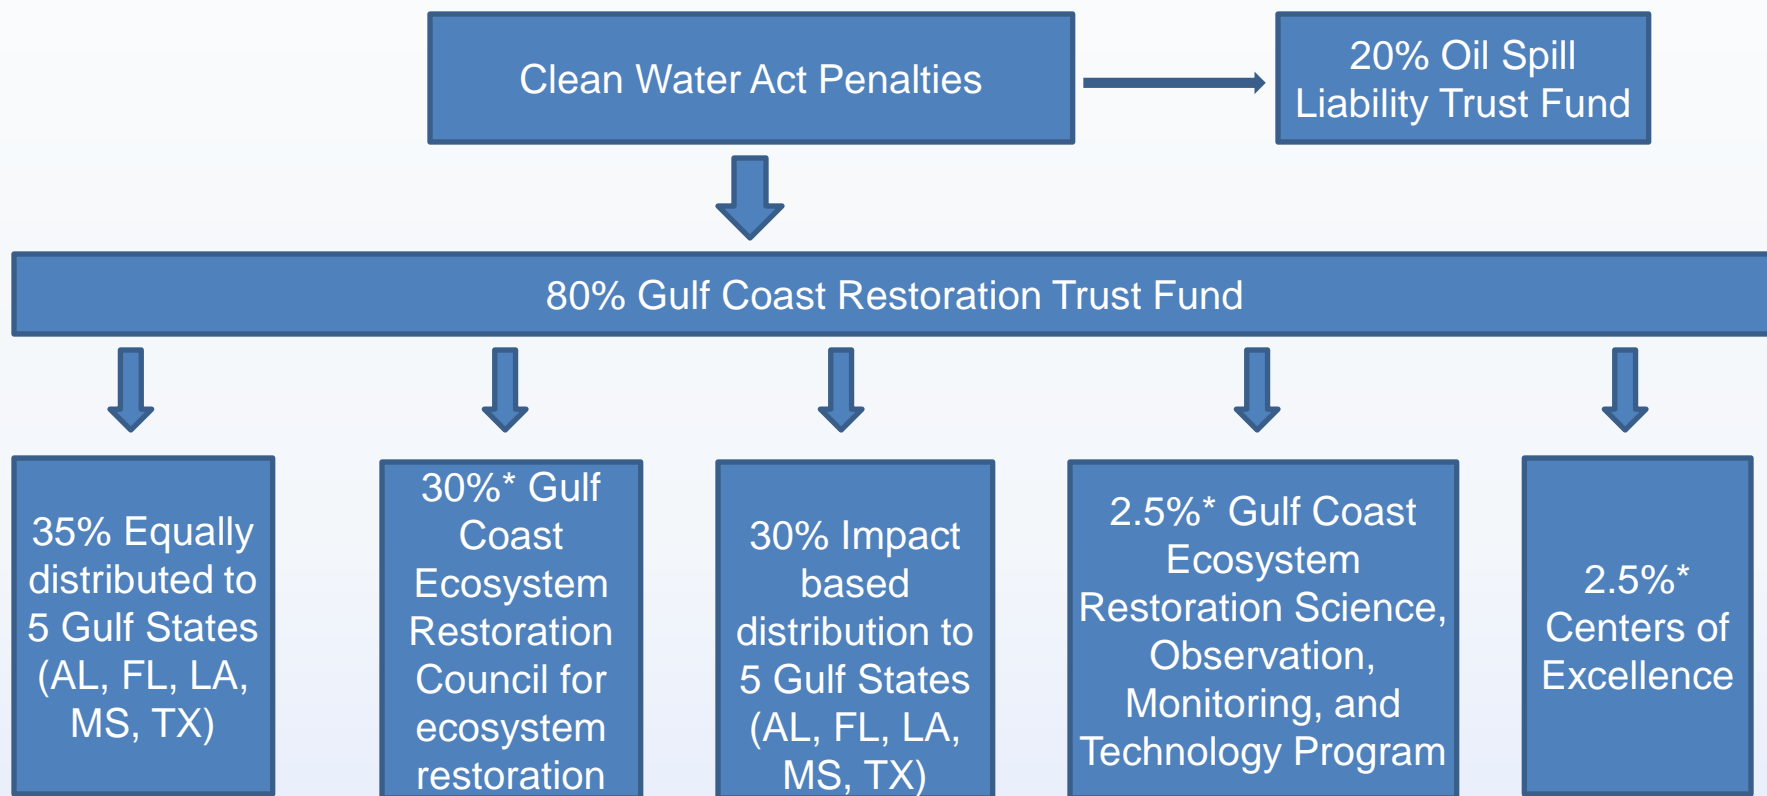 Clean Water Act Penalties
20% Oil Spill
Liability Trust Fund
80% Gulf Coast Restoration Trust Fund
35% Equally
distributed to
5 Gulf States
(AL, FL, LA,
MS, TX)
30%* Gulf
Coast
Ecosystem
Restoration
Council for
ecosystem
restoration
30% Impact
based
distribution to
5 Gulf States
(AL, FL, LA,
MS, TX)
2.5%* Gulf Coast
Ecosystem
Restoration Science,
Observation,
Monitoring, and
Technology Program
2.5%*
Centers of
Excellence